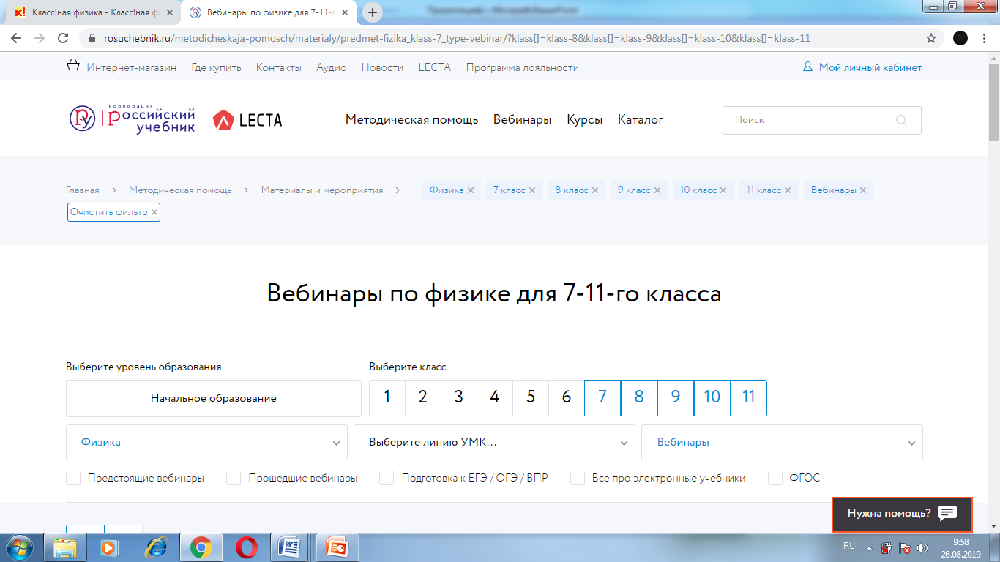 Класс!ная физика - Класс!ная ф
Вебинары по физике для 7-11-г
rosuchebnik.ru/metodicheskaja-pomosch/materialy/predmet-fizika_klass-7_type-vebinar/?klass[]=klass-8&klass[]=klass-9&klass[]=klass-10&klass[]=klass-11
Интернет-магазин Где купить Контакты Аудио Новости LECTA Программа лояльности Мой личный кабинет
корпорация
российский
учебник
LECTA
Методическая помощь Вебинары Курсы Каталог Поиск
Главная Методическая помощь Материалы и мероприятия Физика 7 класс 8 класс 9 класс 10 класс 11 класс Вебинары
Очистить фильтр
Вебинары по физике для 7-11-го класса
Выберите уровень образования Выберите класс
Начальное образование 1 2 3 4 5 6 7 8 9 10 11
Физика Выберите линию УМК... Вебинары
Предстоящие вебинары Прошедшие вебинары Подготовка к ЕГЭ / ОГЭ / ВПР Все про электронные учебники ФГОС
Нужна помощь?
RU 9:58
26.08.2019